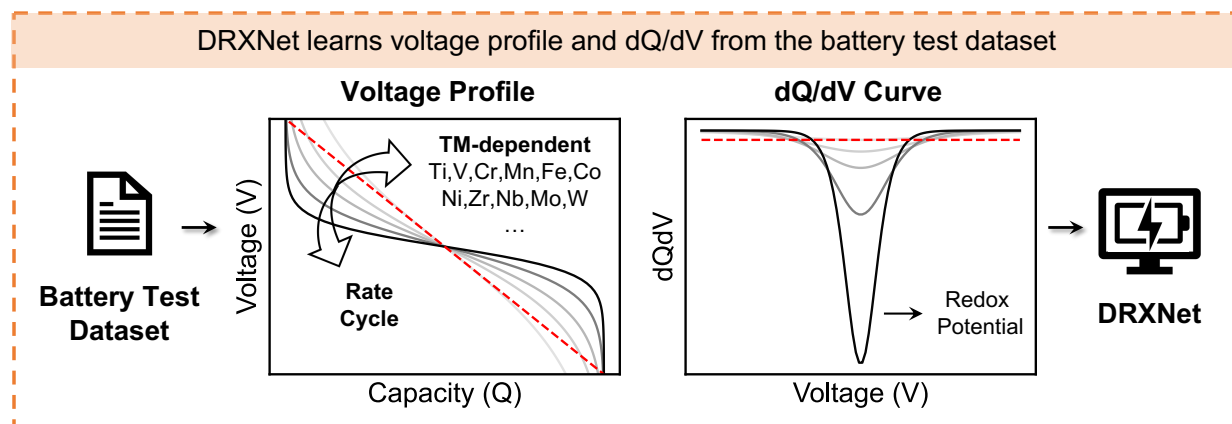 DRXNet learns voltage profile and dQ/dV from the battery test dataset
Battery Test
Dataset
Voltage Profile
Voltage (V)
TM-dependent
Ti,V,Cr,Mn,Fe,Co
Ni,Zr,Nb,Mo,W
...
Rate
Cycle
Capacity (Q)
dQ/dV Curve
dQdV
Redox
Potential
Voltage (V)
DRXNet